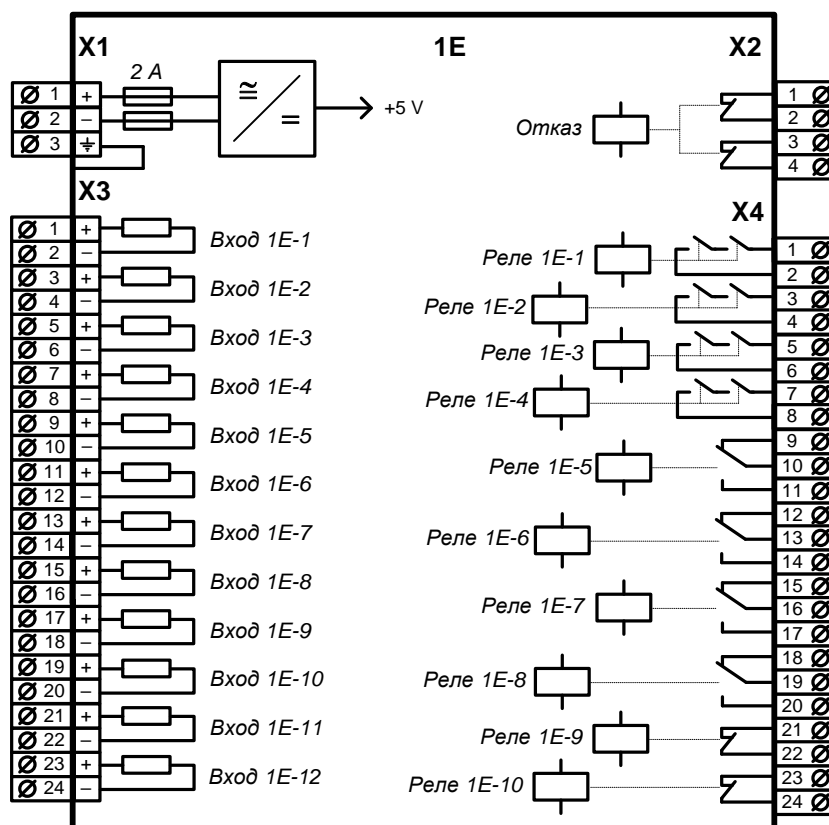 X1 1E X2
2 A
1 +
2 –
3
≅
=
+5 V
Отказ
1
2
3
4
X3
X4
1 +
2 –
Вход 1E-1
3 +
4 –
Вход 1E-2
5 +
6 –
Вход 1E-3
7 +
8 –
Вход 1E-4
9 +
10 –
Вход 1E-5
11 +
12 –
Вход 1E-6
13 +
14 –
Вход 1E-7
15 +
16 –
Вход 1E-8
17 +
18 –
Вход 1E-9
19 +
20 –
Вход 1E-10
21 +
22 –
Вход 1E-11
23 +
24 –
Вход 1E-12
Реле 1E-1
1
2
Реле 1E-2
3
4
Реле 1E-3
5
6
Реле 1E-4
7
8
Реле 1E-5
9
10
11
Реле 1E-6
12
13
14
Реле 1E-7
15
16
17
Реле 1E-8
18
19
20
Реле 1E-9
21
22
Реле 1E-10
23
24